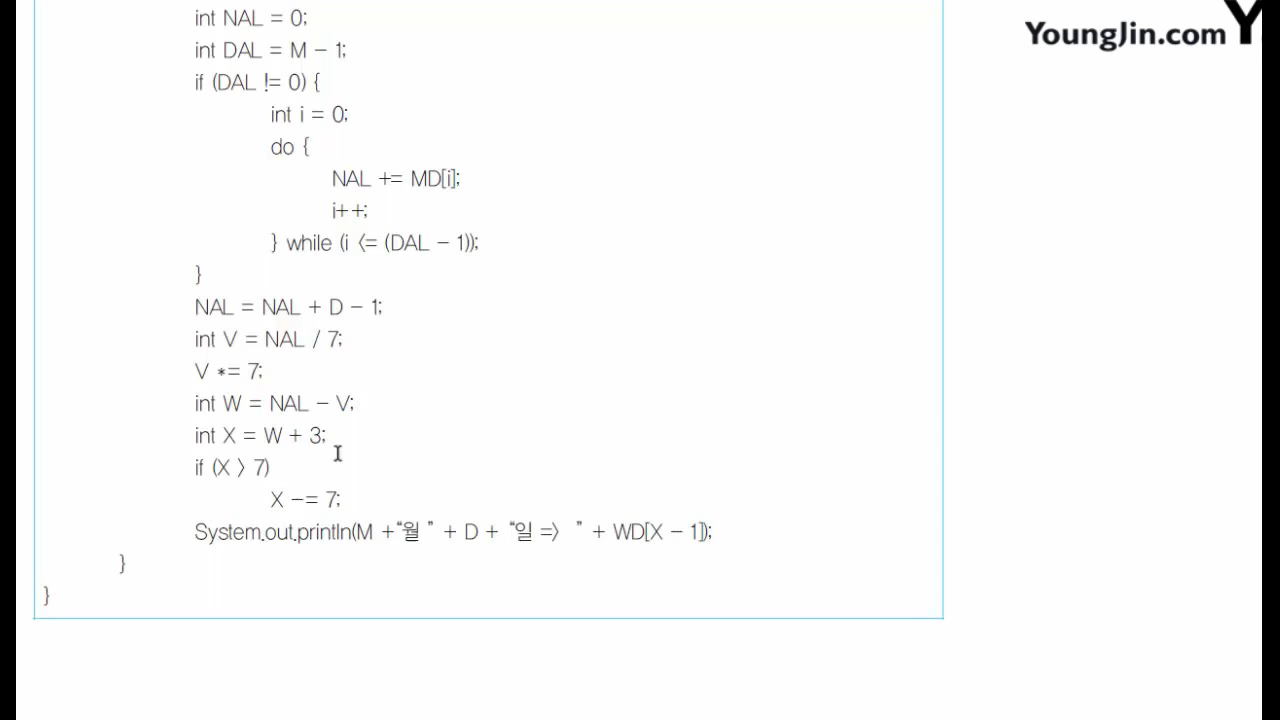 int NAL = 0;
YoungJin.com Y
int DAL = M - 1;
if (DAL != 0) {
int i = 0;
do {
NAL += MD[i];
i++;
} while (i <= (DAL - 1));
}
NAL = NAL + D - 1;
int V = NAL / 7;
V *= 7;
int W = NAL - V;
int X = W + 3;
if (X > 7)
X -= 7;
System.out.println(M +“월 ” + D + “일 => ” + WD[X - 1]);
}
}